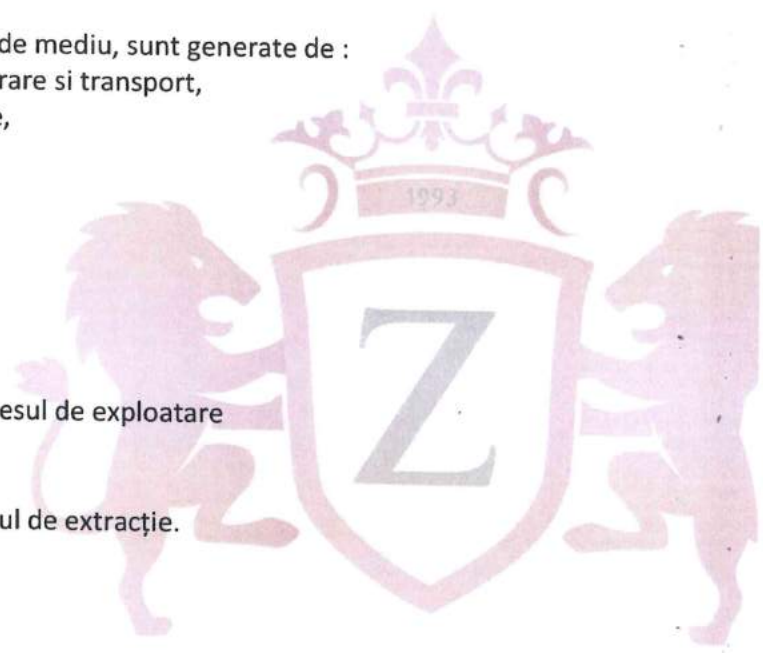 de mediu, sunt generate de :
rare si transport,
e,
1993
Z
esul de exploatare
ul de extracție.